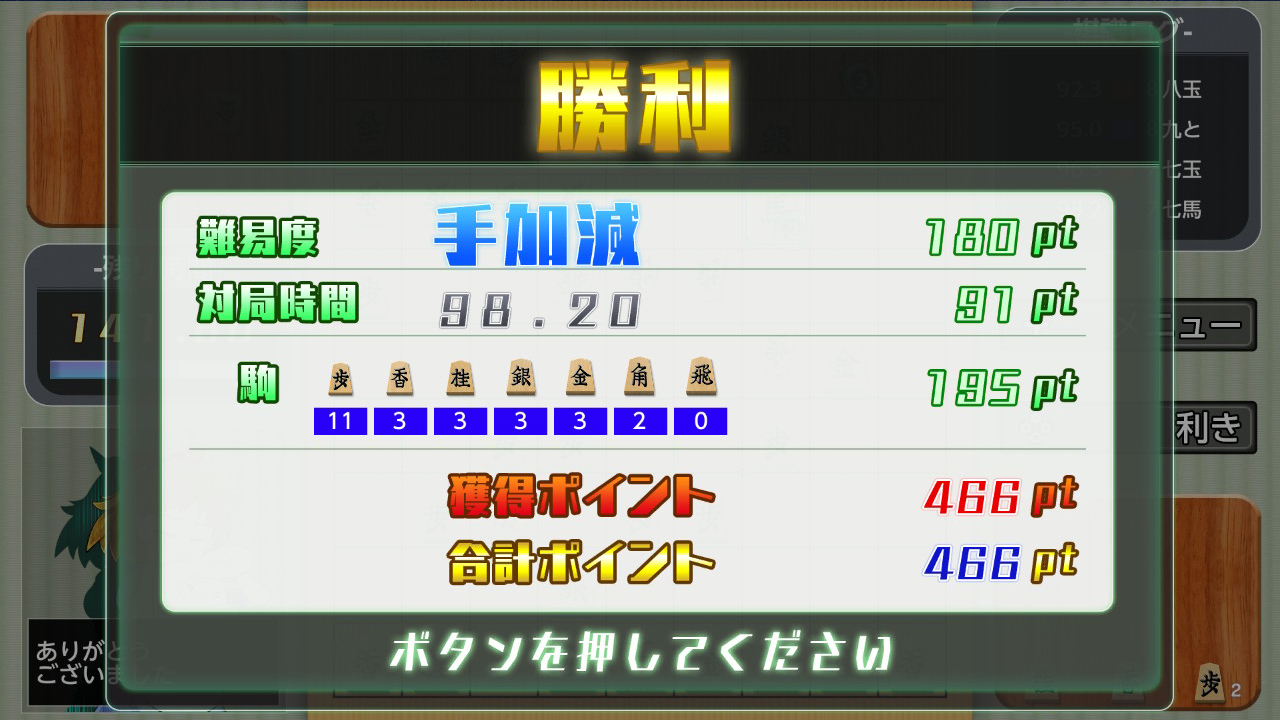 勝利
難易度 手加減 180 pt
対局時間 98.20 91 pt
駒 歩 香 桂 銀 金 角 飛 195 pt
11 3 3 3 3 2 0
獲得ポイント 466 pt
合計ポイント 466 pt
ボタンを押してください
八玉
九と
七玉
七馬
メニュー
利き
ありがとう
ございました
歩 2